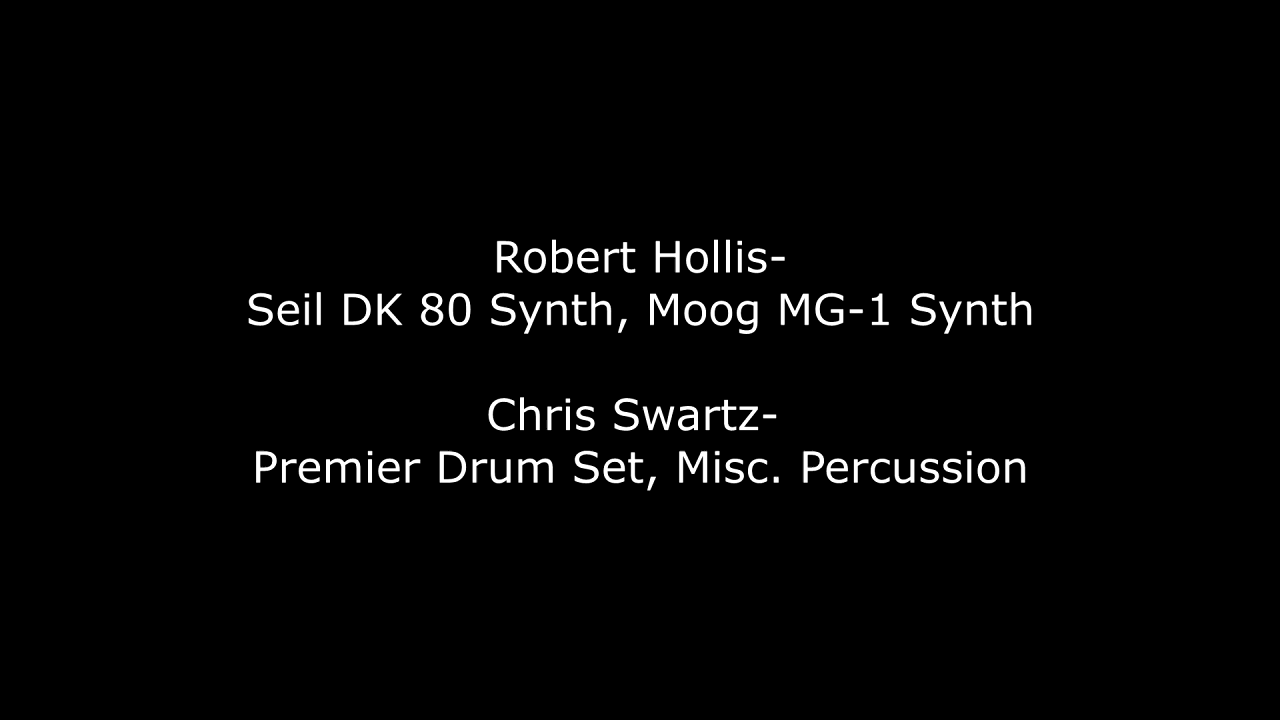 Robert Hollis-
Seil DK 80 Synth, Moog MG-1 Synth
Chris Swartz-
Premier Drum Set, Misc. Percussion